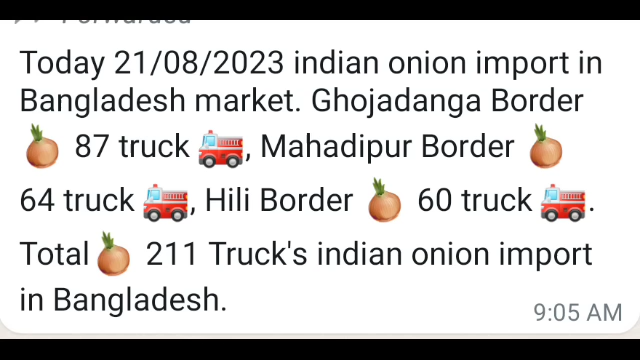 Forwarded
Today 21/08/2023 indian onion import in
Bangladesh market. Ghojadanga Border
🧅 87 truck 🚒, Mahadipur Border 🧅
64 truck 🚒, Hili Border 🧅 60 truck 🚒.
Total 🧅 211 Truck's indian onion import
in Bangladesh.
9:05 AM